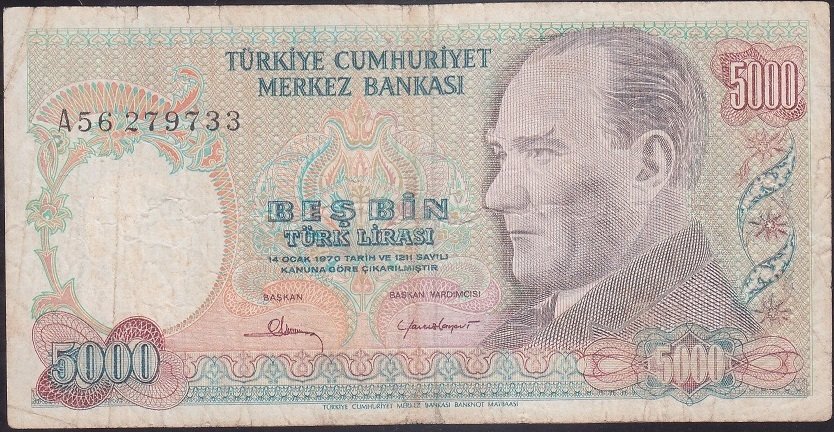 TÜRKİYE CUMHURİYET
MERKEZ BANKASI
5000
A56 279733
BEŞ BİN
TÜRK LİRASI
14 OCAK 1970 TARİH VE 1211 SAYILI
KANUNA GÖRE ÇIKARILMIŞTIR
BAŞKAN
BAŞKAN YARDIMCISI
5000
5000
TÜRKİYE CUMHURİYET MERKEZ BANKASI BANKNOT MATBAASI